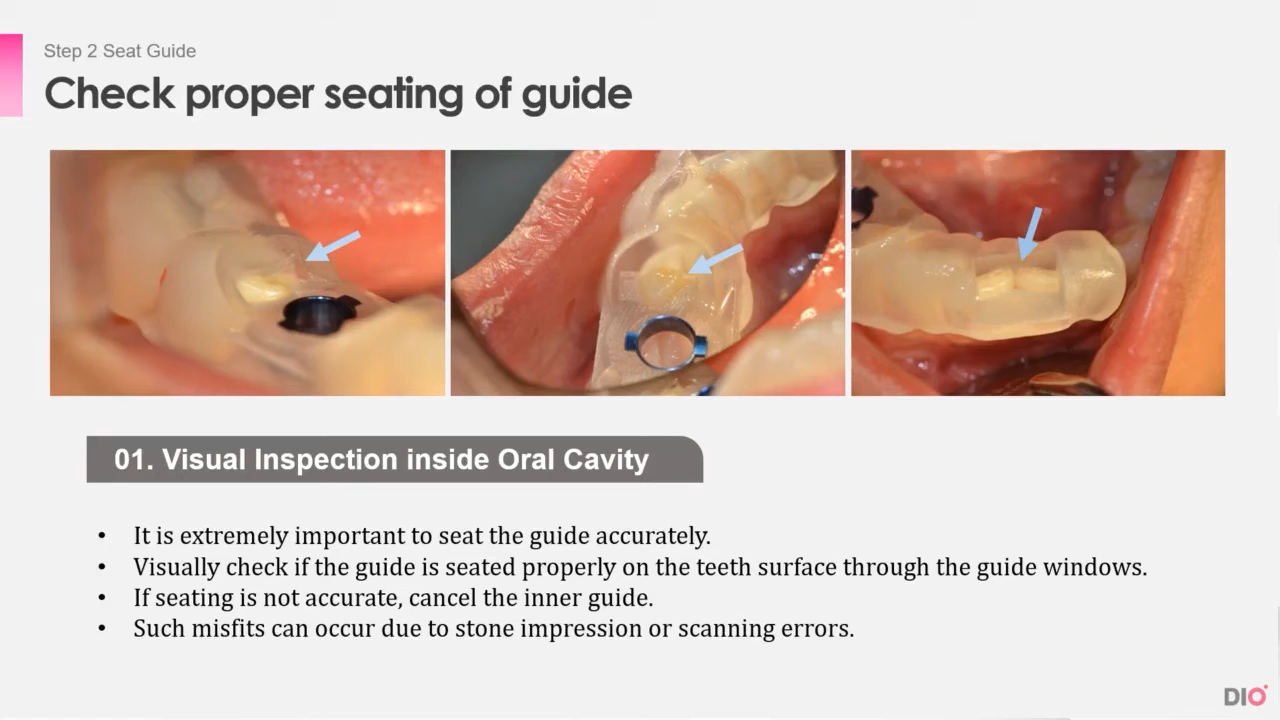 Step 2 Seat Guide
Check proper seating of guide
01. Visual Inspection inside Oral Cavity
• It is extremely important to seat the guide accurately.
• Visually check if the guide is seated properly on the teeth surface through the guide windows.
• If seating is not accurate, cancel the inner guide.
• Such misfits can occur due to stone impression or scanning errors.
DIO